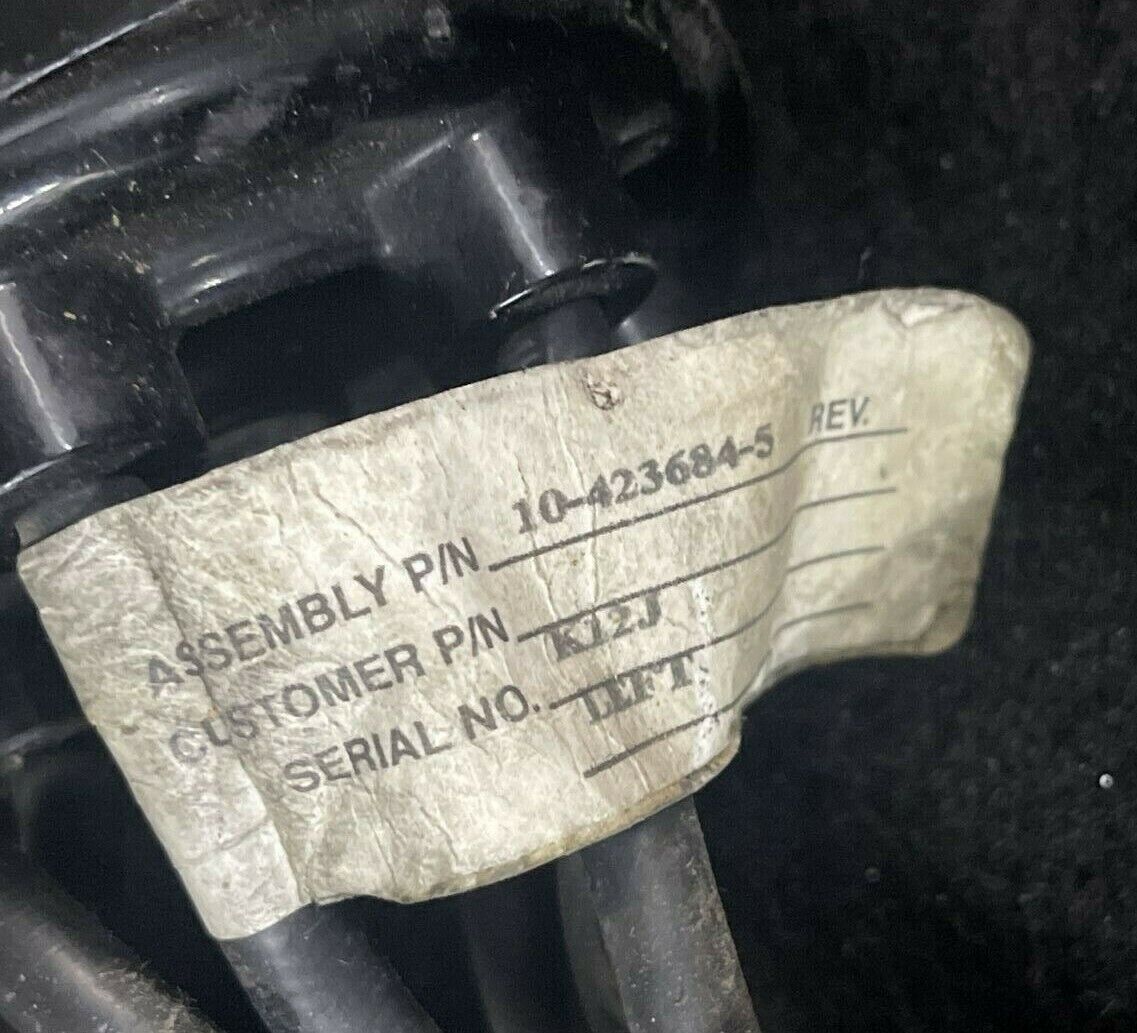 ASSEMBLY P/N 10-423684-5 REV.
CUSTOMER P/N
SERIAL NO. K12J
LEFT